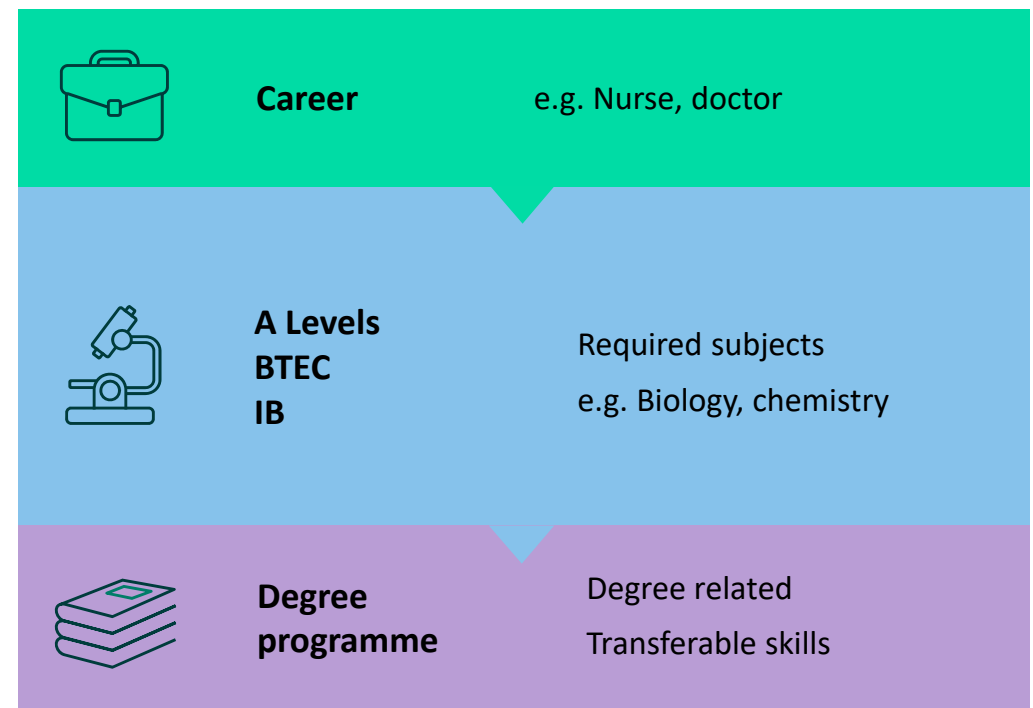 Career
e.g. Nurse, doctor
A Levels
BTEC
IB
Required subjects
e.g. Biology, chemistry
Degree
programme
Degree related
Transferable skills